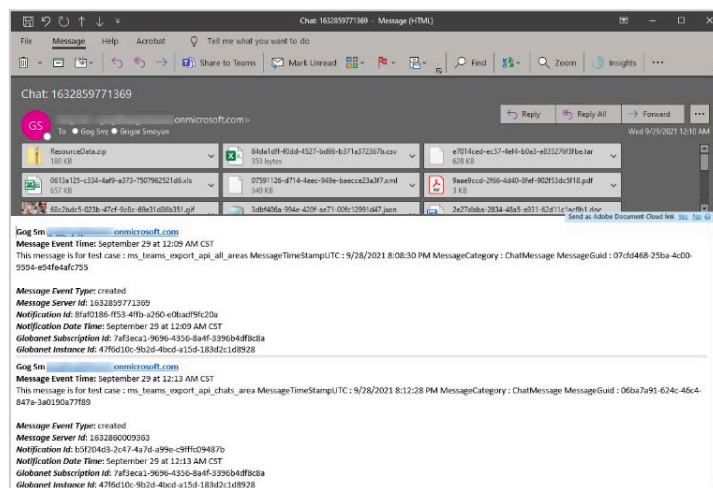 Chat: 1632859771369 - Message (HTML)
File Message Help Acrobat Tell me what you want to do
Share to Teams Mark Unread Find Zoom Insights
Chat: 1632859771369
Reply Reply All Forward
GS onmicrosoft.com>
To Gog Sm; Grigor Smoyan
Wed 9/29/2021 12:10 AM
ResourceData.zip
180 KB
84da1dff-f0dd-4527-bd66-b371a372367b.csv
353 bytes
e7014ced-ec57-4ef4-b0a3-e835276f3fbe.tar
628 KB
0613a125-c334-4af9-a373-7507962521d6.xls
657 KB
07591126-d714-4eec-949e-baecce23a3f7.xml
340 KB
9aae9ccd-2f66-4d40-8fef-902f53dc5f18.pdf
3 KB
68c2bdc5-023b-47cf-9c0c-69e31d86b351.gif
3dbf406a-994e-420f-ae71-00fc12991d47.json
2e27dbba-2834-48a5-a931-62d11c1ac8b1.doc
Send as Adobe Document Cloud link Yes No
Gog Sm onmicrosoft.com
Message Event Time: September 29 at 12:09 AM CST
This message is for test case : ms_teams_export_api_all_areas MessageTimeStampUTC : 9/28/2021 8:08:30 PM MessageCategory : ChatMessage MessageGuid : 07cfd468-25ba-4c00-
9594-e94fe4afc755
Message Event Type: created
Message Server Id: 1632859771369
Notification Id: 8faf0186-ff53-4ffb-a260-e0badf9fc20a
Notification Date Time: September 29 at 12:09 AM CST
Globanet Subscription Id: 7af3eca1-9696-4356-8a4f-3396b4df8c8a
Globanet Instance Id: 47f6d10c-9b2d-4bcd-a15d-183d2c1d8928
Gog Sm onmicrosoft.com
Message Event Time: September 29 at 12:13 AM CST
This message is for test case : ms_teams_export_api_chats_area MessageTimeStampUTC : 9/28/2021 8:12:28 PM MessageCategory : ChatMessage MessageGuid : 06ba7a91-624c-46c4-
847a-3a0190a77f89
Message Event Type: created
Message Server Id: 1632860009363
Notification Id: b5f204d3-2c47-4a7d-a99e-c9fffc09487b
Notification Date Time: September 29 at 12:13 AM CST
Globanet Subscription Id: 7af3eca1-9696-4356-8a4f-3396b4df8c8a
Globanet Instance Id: 47f6d10c-9b2d-4bcd-a15d-183d2c1d8928